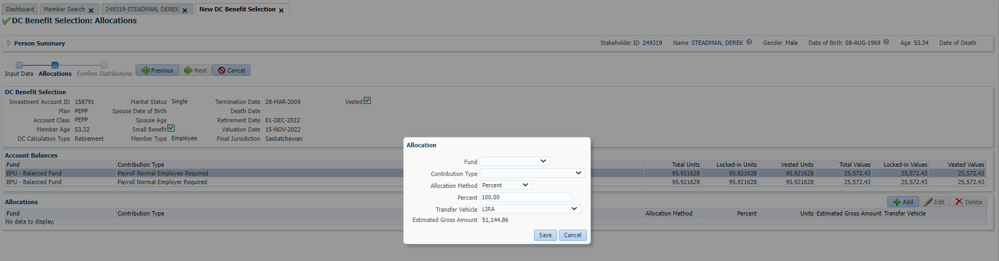 Dashboard Member Search 249319-STEADMAN, DEREK New DC Benefit Selection
DC Benefit Selection: Allocations
Person Summary Stakeholder ID 249319 Name STEADMAN, DEREK Gender Male Date of Birth 08-AUG-1969 Age 53.34 Date of Death
Input Data Allocations Confirm Distributions Previous Next Cancel
DC Benefit Selection
Investment Account ID 158791 Marital Status Single Termination Date 28-MAR-2009 Vested
Plan PEPP Spouse Date of Birth Death Date
Account Class PEPP Spouse Age Retirement Date 01-DEC-2022
Member Age 53.32 Small Benefit Valuation Date 15-NOV-2022
DC Calculation Type Retirement Member Type Employee Final Jurisdiction Saskatchewan
Account Balances
Fund Contribution Type Total Units Locked-in Units Vested Units Total Values Locked-in Values Vested Values
BFU - Balanced Fund Payroll Normal Employee Required 95.921628 95.921628 95.921628 25,572.43 25,572.43 25,572.43
BFU - Balanced Fund Payroll Normal Employer Required 95.921628 95.921628 95.921628 25,572.43 25,572.43 25,572.43
Allocations Add Edit Delete
Fund Contribution Type Allocation Method Percent Units Estimated Gross Amount Transfer Vehicle
No data to display.
Allocation
Fund
Contribution Type
Allocation Method Percent
Percent 100.00
Transfer Vehicle LIRA
Estimated Gross Amount 51,144.86
Save Cancel